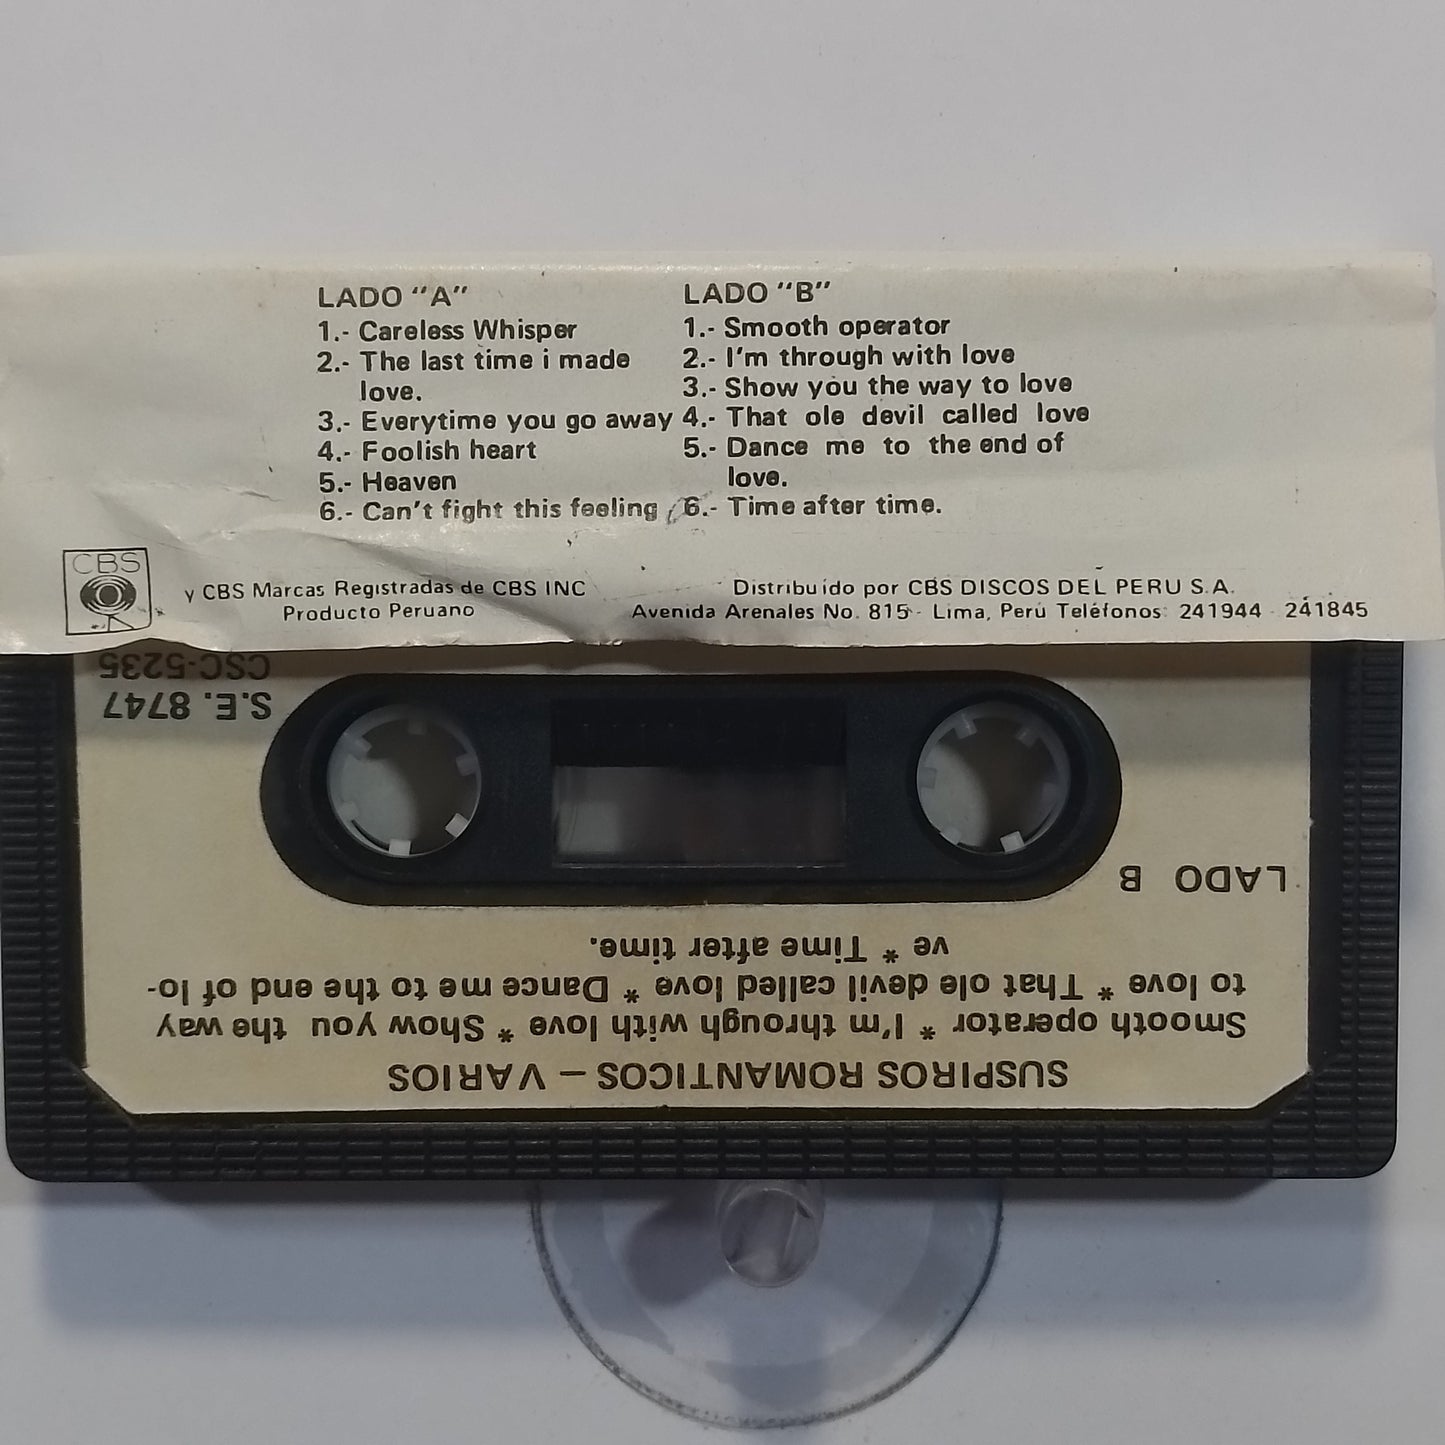 LADO "A"
1.- Careless Whisper
2.- The last time i made
love.
3.- Everytime you go away
4.- Foolish heart
5.- Heaven
6.- Can't fight this feeling
LADO "B"
1.- Smooth operator
2.- I'm through with love
3.- Show you the way to love
4.- That ole devil called love
5.- Dance me to the end of
love.
6.- Time after time.
CBS
y CBS Marcas Registradas de CBS INC
Producto Peruano
Distribuído por CBS DISCOS DEL PERU S.A.
Avenida Arenales No. 815 - Lima, Perú Teléfonos: 241944 - 241845
SUSPIROS ROMANTICOS – VARIOS
Smooth operator * I'm through with love * Show you the way
to love * That ole devil called love * Dance me to the end of lo-
ve * Time after time.
LADO B
S.E. 8747
CSC-5235